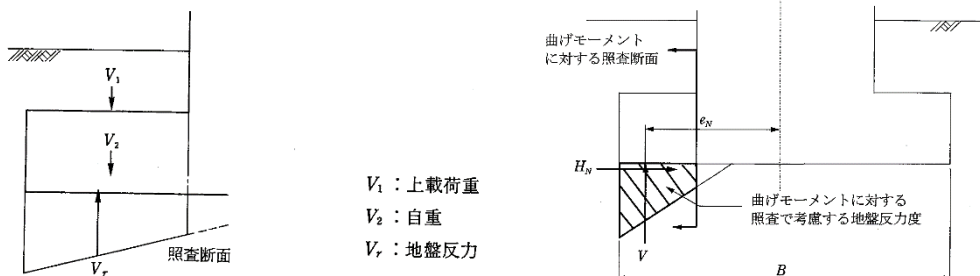 V₁
V₂
Vᵣ
照査断面
V₁：上載荷重
V₂：自重
Vᵣ：地盤反力
曲げモーメント
に対する照査断面
e_N
H_N
曲げモーメントに対する
照査で考慮する地盤反力度
V
B